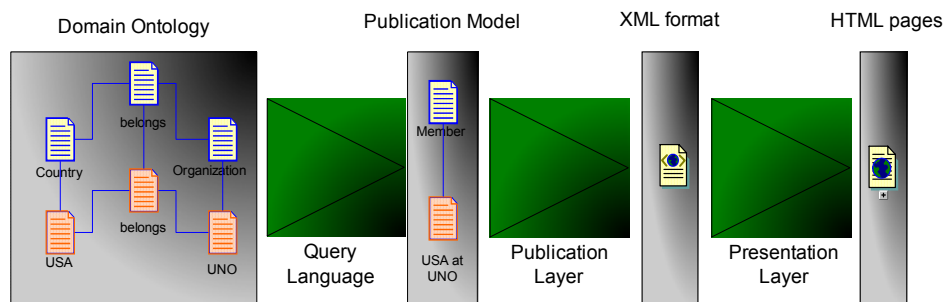 Domain Ontology
Publication Model
XML format
HTML pages
belongs
Country
Organization
belongs
USA
UNO
Member
USA at
UNO
Query
Language
Publication
Layer
Presentation
Layer